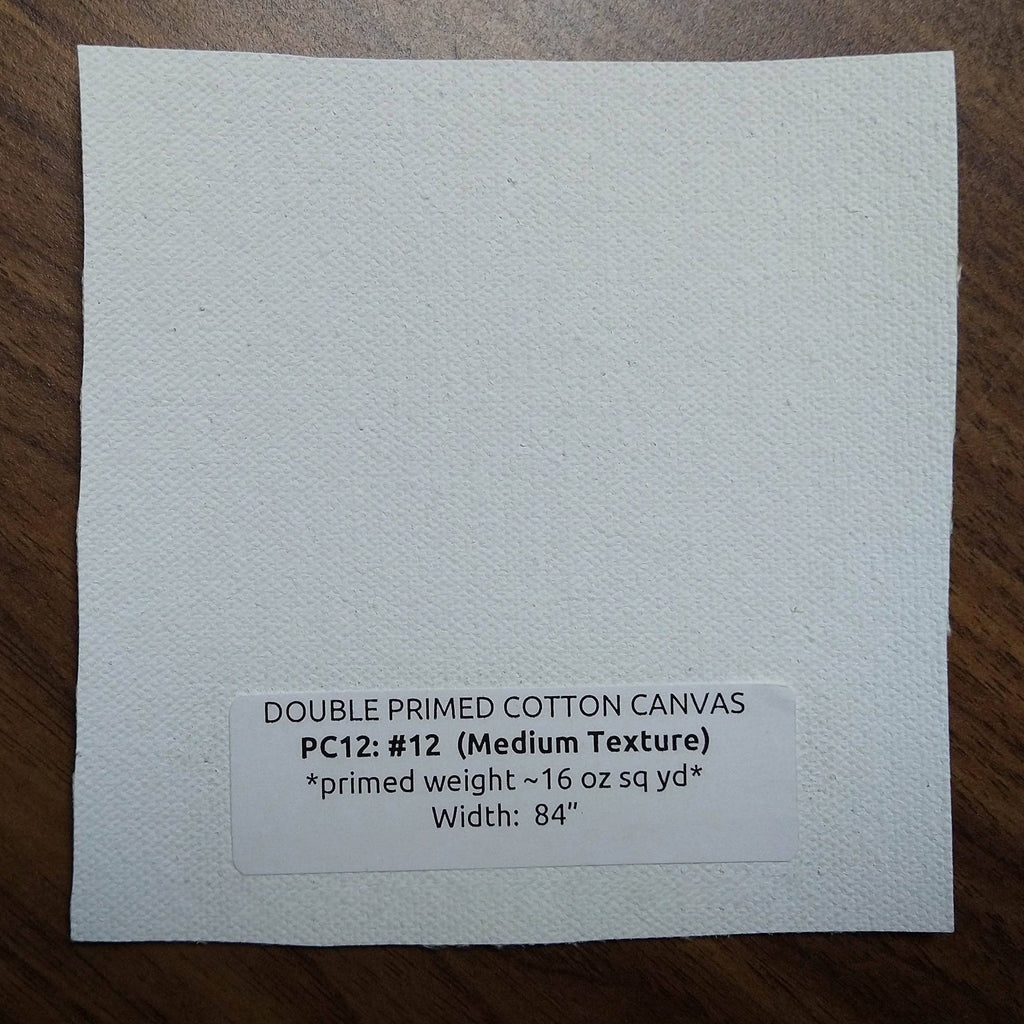 DOUBLE PRIMED COTTON CANVAS
PC12: #12 (Medium Texture)
*primed weight ~16 oz sq yd*
Width: 84"